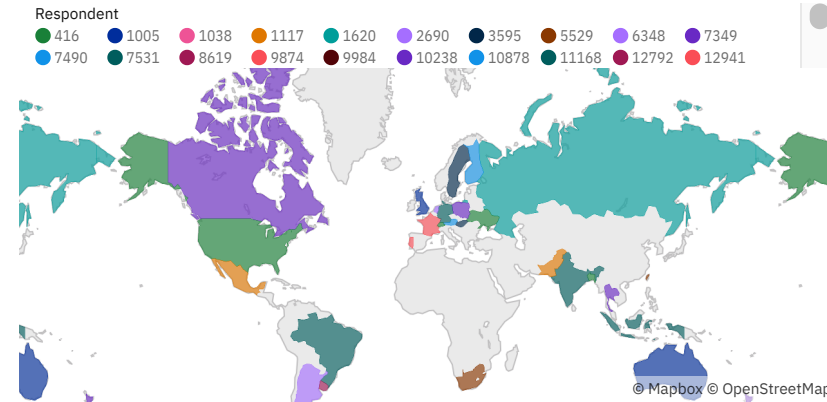 Respondent
416 1005 1038 1117 1620 2690 3595 5529 6348 7349
7490 7531 8619 9874 9984 10238 10878 11168 12792 12941
© Mapbox © OpenStreetMap